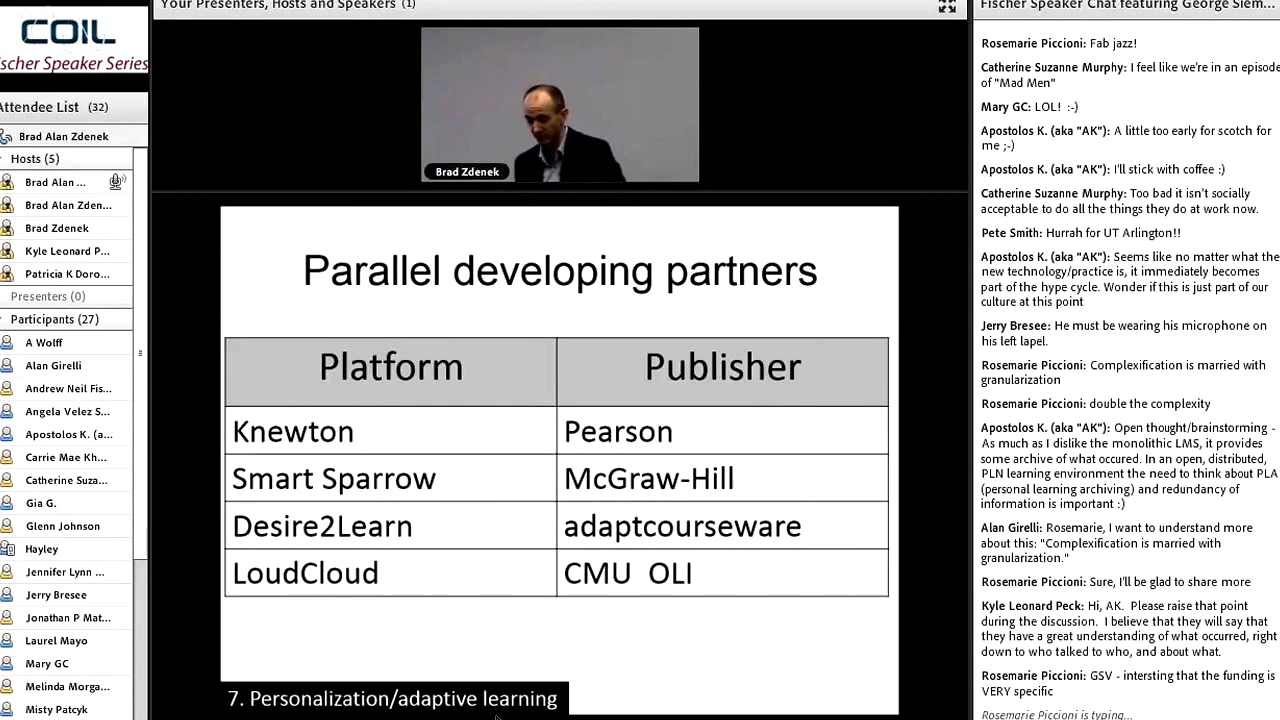 COIL
scher Speaker Series
Attendee List (32)
Brad Alan Zdenek
Hosts (5)
Brad Alan ...
Brad Alan Zden...
Brad Zdenek
Kyle Leonard P...
Patricia K Doro...
Presenters (0)
Participants (27)
A Wolff
Alan Girelli
Andrew Neil Fis...
Angela Velez S...
Apostolos K. (a...
Carrie Mae Kh...
Catherine Suza...
Gia G.
Glenn Johnson
Hayley
Jennifer Lynn ...
Jerry Bresee
Jonathan P Mat...
Laurel Mayo
Mary GC
Melinda Morga...
Misty Patcyk
Your Presenters, Hosts and Speakers (1)
Brad Zdenek
Parallel developing partners
Platform Publisher
Knewton Pearson
Smart Sparrow McGraw-Hill
Desire2Learn adaptcourseware
LoudCloud CMU OLI
7. Personalization/adaptive learning
Fischer Speaker Chat featuring George Siem...
Rosemarie Piccioni: Fab jazz!
Catherine Suzanne Murphy: I feel like we're in an episode
of "Mad Men"
Mary GC: LOL! :-)
Apostolos K. (aka "AK"): A little too early for scotch for
me ;-)
Apostolos K. (aka "AK"): I'll stick with coffee :)
Catherine Suzanne Murphy: Too bad it isn't socially
acceptable to do all the things they do at work now.
Pete Smith: Hurrah for UT Arlington!!
Apostolos K. (aka "AK"): Seems like no matter what the
new technology/practice is, it immediately becomes
part of the hype cycle. Wonder if this is just part of our
culture at this point
Jerry Bresee: He must be wearing his microphone on
his left lapel.
Rosemarie Piccioni: Complexification is married with
granularization
Rosemarie Piccioni: double the complexity
Apostolos K. (aka "AK"): Open thought/brainstorming -
As much as I dislike the monolithic LMS, it provides
some archive of what occured. In an open, distributed,
PLN learning environment the need to think about PLA
(personal learning archiving) and redundancy of
information is important :)
Alan Girelli: Rosemarie, I want to understand more
about this: "Complexification is married with
granularization."
Rosemarie Piccioni: Sure, I'll be glad to share more
Kyle Leonard Peck: Hi, AK. Please raise that point
during the discussion. I believe that they will say that
they have a great understanding of what occurred, right
down to who talked to who, and about what.
Rosemarie Piccioni: GSV - intersting that the funding is
VERY specific
Rosemarie Piccioni is typing...